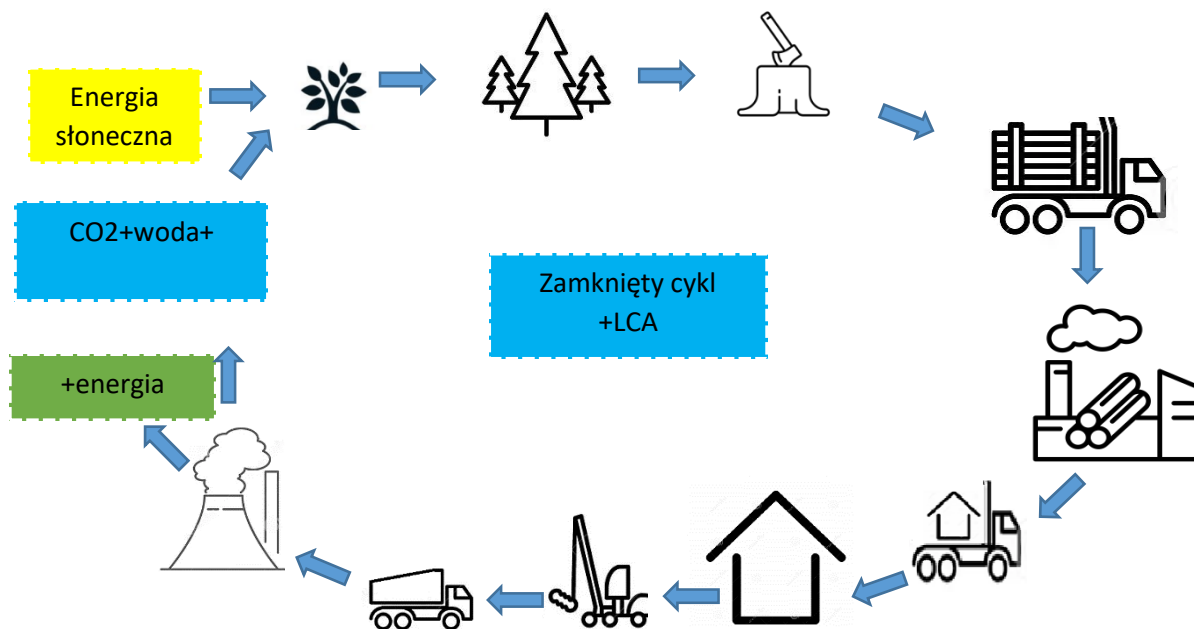 Energia
słoneczna
CO2+woda+
Zamknięty cykl
+LCA
+energia